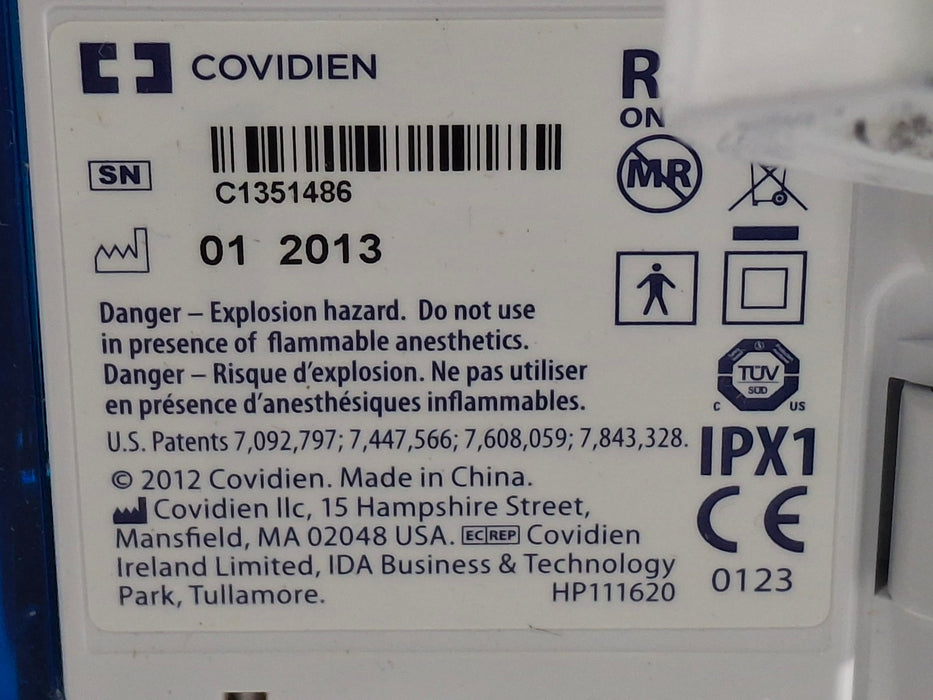 COVIDIEN
ON
SN
C1351486
MR
01 2013
Danger – Explosion hazard. Do not use
in presence of flammable anesthetics.
Danger – Risque d'explosion. Ne pas utiliser
en présence d'anesthésiques inflammables.
TÜV
SÜD
C US
U.S. Patents 7,092,797; 7,447,566; 7,608,059; 7,843,328.
IPX1
© 2012 Covidien. Made in China.
Covidien llc, 15 Hampshire Street,
Mansfield, MA 02048 USA. EC REP Covidien
Ireland Limited, IDA Business & Technology
Park, Tullamore.
HP111620
CE
0123